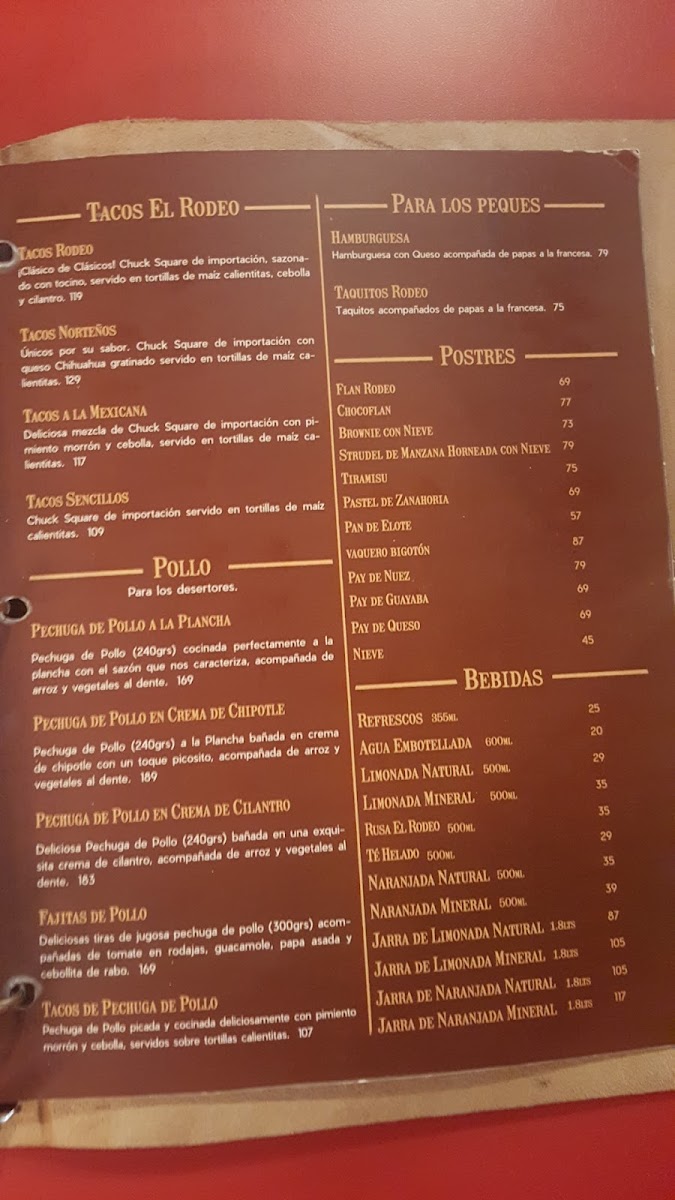 TACOS EL RODEO
TACOS RODEO
¡Clásico de Clásicos! Chuck Square de importación, sazona-
do con tocino, servido en tortillas de maíz calientitas, cebolla
y cilantro. 119
TACOS NORTEÑOS
Únicos por su sabor. Chuck Square de importación con
queso Chihuahua gratinado servido en tortillas de maíz ca-
lientitas. 129
TACOS A LA MEXICANA
Deliciosa mezcla de Chuck Square de importación con pi-
miento morrón y cebolla, servido en tortillas de maíz ca-
lientitas. 117
TACOS SENCILLOS
Chuck Square de importación servido en tortillas de maíz
calientitas. 109
POLLO
Para los desertores.
PECHUGA DE POLLO A LA PLANCHA
Pechuga de Pollo (240grs) cocinada perfectamente a la
plancha con el sazón que nos caracteriza, acompañada de
arroz y vegetales al dente. 169
PECHUGA DE POLLO EN CREMA DE CHIPOTLE
Pechuga de Pollo (240grs) a la Plancha bañada en crema
de chipotle con un toque picosito, acompañada de arroz y
vegetales al dente. 189
PECHUGA DE POLLO EN CREMA DE CILANTRO
Deliciosa Pechuga de Pollo (240grs) bañada en una exqui-
sita crema de cilantro, acompañada de arroz y vegetales al
dente. 183
FAJITAS DE POLLO
Deliciosas tiras de jugosa pechuga de pollo (300grs) acom-
pañadas de tomate en rodajas, guacamole, papa asada y
cebollita de rabo. 169
TACOS DE PECHUGA DE POLLO
Pechuga de Pollo picada y cocinada deliciosamente con pimiento
morrón y cebolla, servidos sobre tortillas calientitas. 107
PARA LOS PEQUES
HAMBURGUESA
Hamburguesa con Queso acompañada de papas a la francesa. 79
TAQUITOS RODEO
Taquitos acompañados de papas a la francesa. 75
POSTRES
FLAN RODEO 69
CHOCOFLAN 77
BROWNIE CON NIEVE 73
STRUDEL DE MANZANA HORNEADA CON NIEVE 79
TIRAMISU 75
PASTEL DE ZANAHORIA 69
PAN DE ELOTE 57
VAQUERO BIGOTÓN 87
PAY DE NUEZ 79
PAY DE GUAYABA 69
PAY DE QUESO 69
NIEVE 45
BEBIDAS
REFRESCOS 355ML 25
AGUA EMBOTELLADA 600ML 20
LIMONADA NATURAL 500ML 29
LIMONADA MINERAL 500ML 35
RUSA EL RODEO 500ML 35
TÉ HELADO 500ML 29
NARANJADA NATURAL 500ML 35
NARANJADA MINERAL 500ML 39
JARRA DE LIMONADA NATURAL 1.8LTS 87
JARRA DE LIMONADA MINERAL 1.8LTS 105
JARRA DE NARANJADA NATURAL 1.8LTS 105
JARRA DE NARANJADA MINERAL 1.8LTS 117